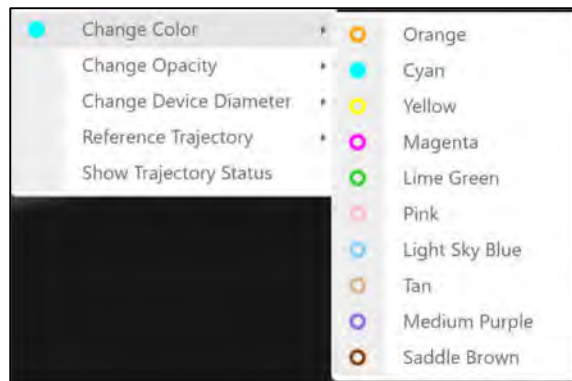 Change Color
Change Opacity
Change Device Diameter
Reference Trajectory
Show Trajectory Status
Orange
Cyan
Yellow
Magenta
Lime Green
Pink
Light Sky Blue
Tan
Medium Purple
Saddle Brown